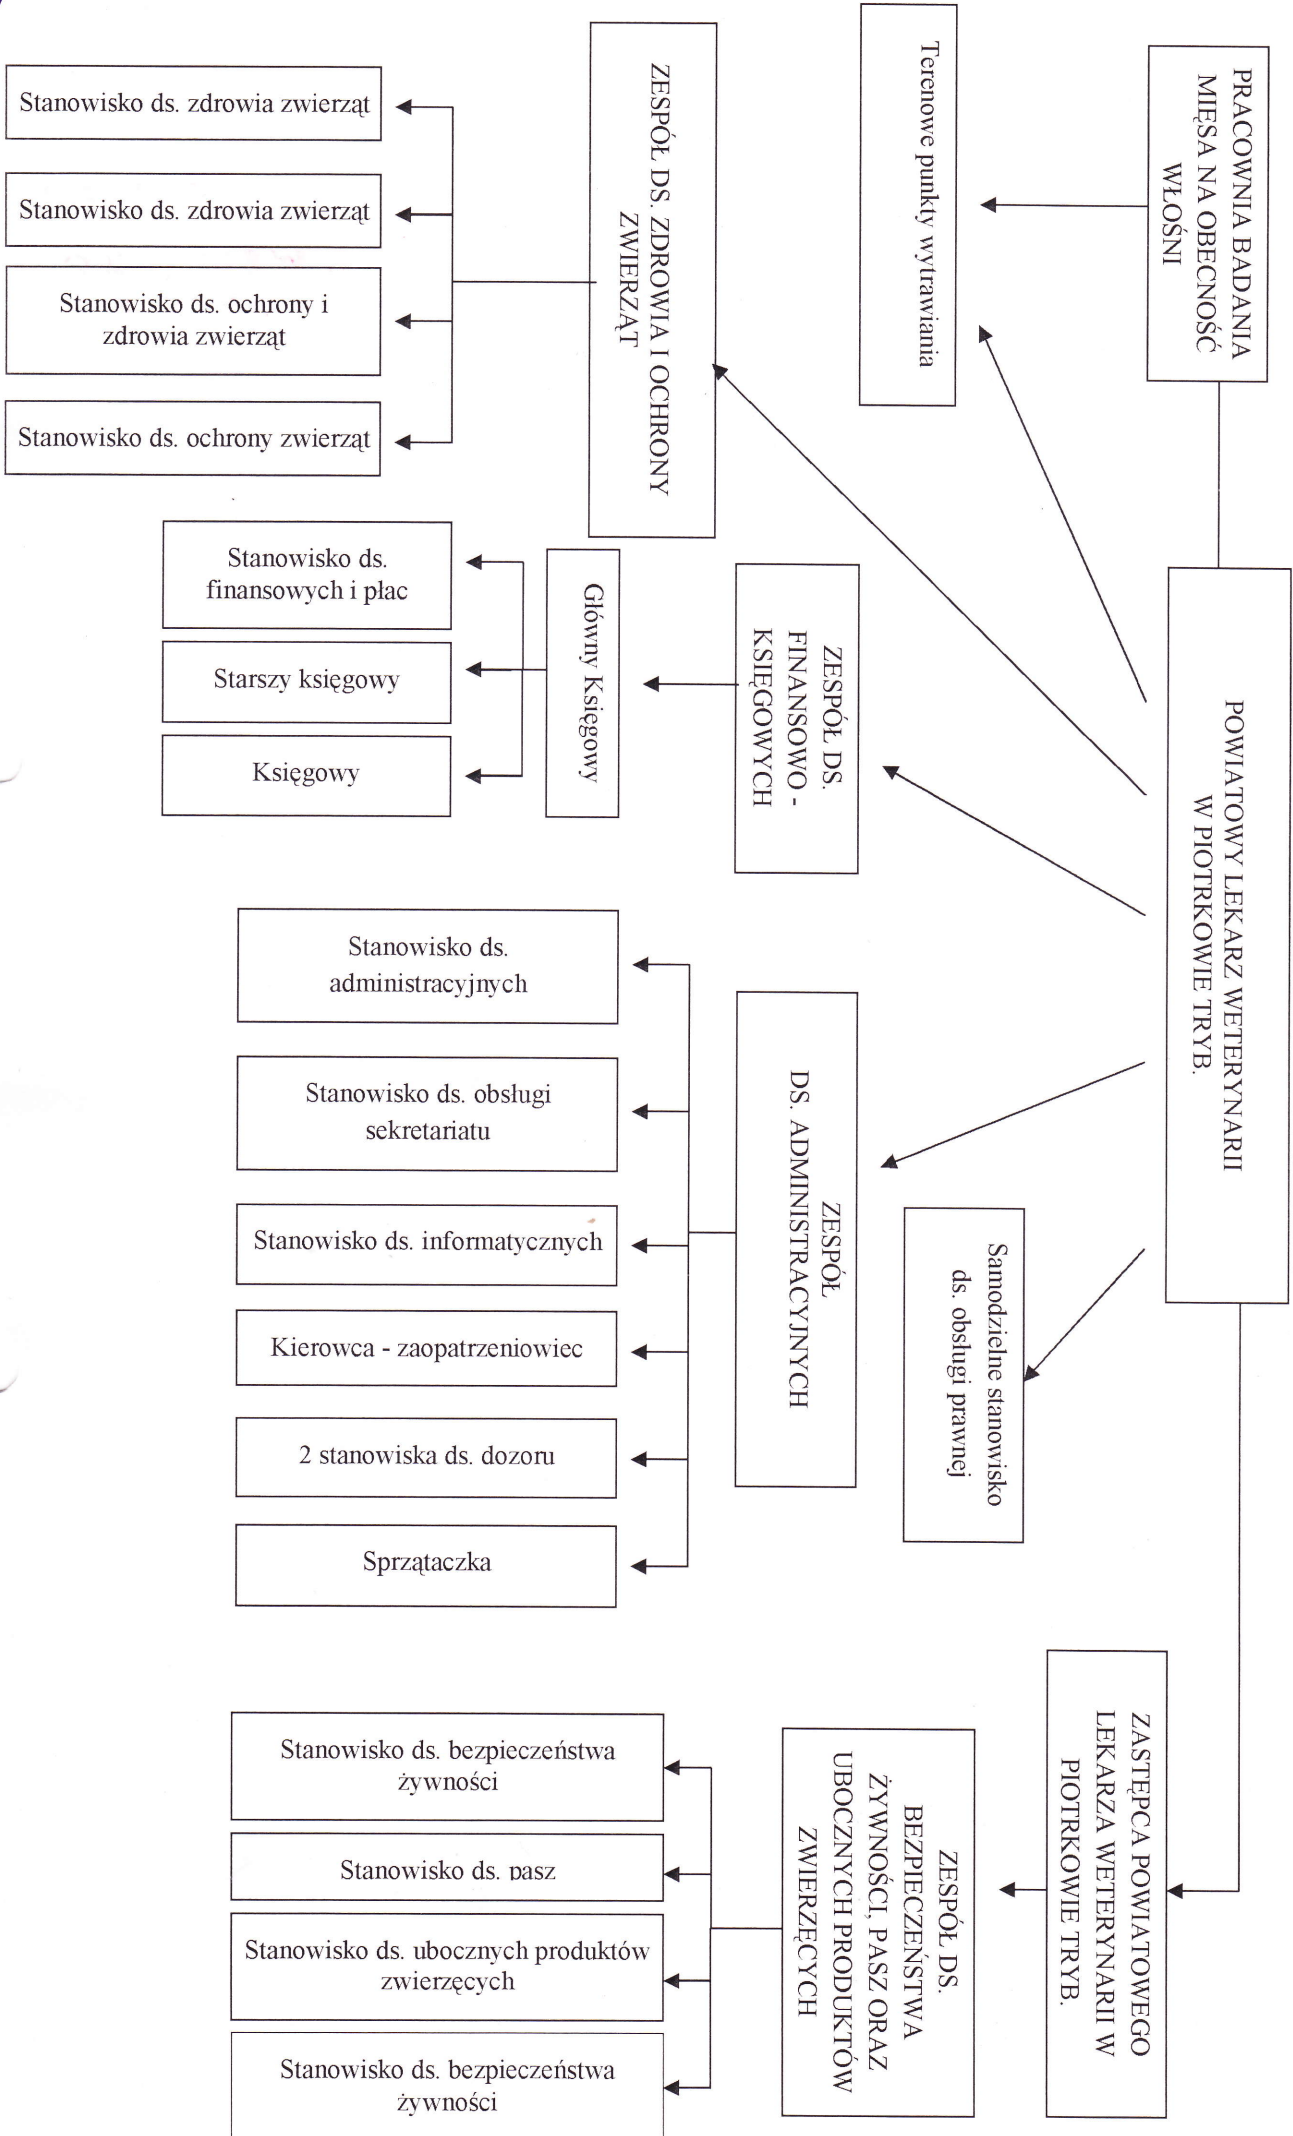 POWIATOWY LEKARZ WETERYNARII
W PIOTRKOWIE TRYB.
PRACOWNIA BADANIA
MIĘSA NA OBECNOŚĆ
WŁOŚNI
Terenowe punkty wytrawiania
ZESPÓŁ DS. ZDROWIA I OCHRONY
ZWIERZĄT
Stanowisko ds. zdrowia zwierząt
Stanowisko ds. zdrowia zwierząt
Stanowisko ds. ochrony i
zdrowia zwierząt
Stanowisko ds. ochrony zwierząt
ZESPÓŁ DS.
FINANSOWO -
KSIĘGOWYCH
Główny Księgowy
Stanowisko ds.
finansowych i płac
Starszy księgowy
Księgowy
ZESPÓŁ
DS. ADMINISTRACYJNYCH
Stanowisko ds.
administracyjnych
Stanowisko ds. obsługi
sekretariatu
Stanowisko ds. informatycznych
Kierowca - zaopatrzeniowiec
2 stanowiska ds. dozoru
Sprzątaczka
Samodzielne stanowisko
ds. obsługi prawnej
ZASTĘPCA POWIATOWEGO
LEKARZA WETERYNARII W
PIOTRKOWIE TRYB.
ZESPÓŁ DS.
BEZPIECZEŃSTWA
ŻYWNOŚCI, PASZ ORAZ
UBOCZNYCH PRODUKTÓW
ZWIERZĘCYCH
Stanowisko ds. bezpieczeństwa
żywności
Stanowisko ds. pasz
Stanowisko ds. ubocznych produktów
zwierzęcych
Stanowisko ds. bezpieczeństwa
żywności